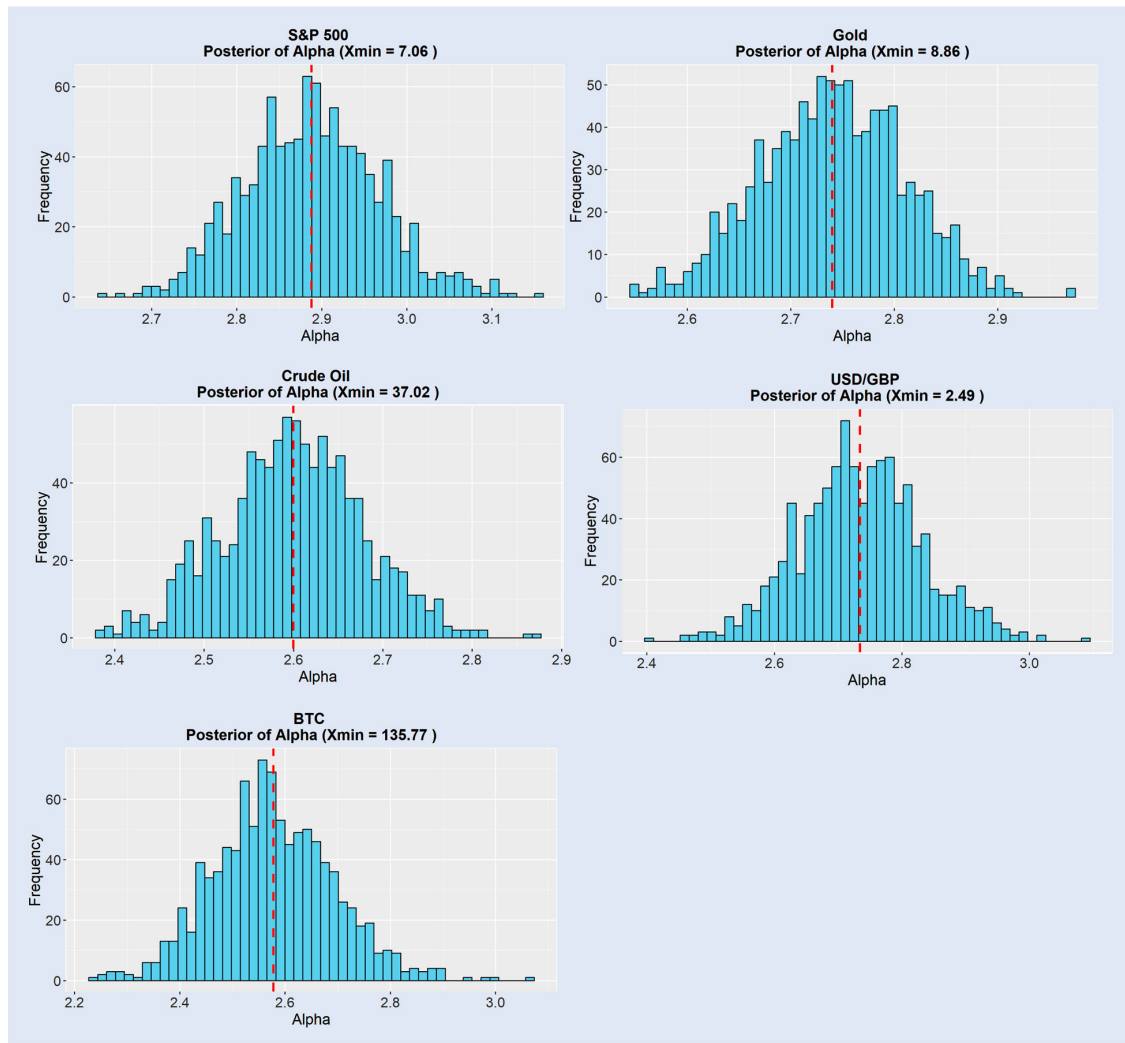 S&P 500
Posterior of Alpha (Xmin = 7.06 )
60
40
20
0
Frequency
2.7 2.8 2.9 3.0 3.1
Alpha
Gold
Posterior of Alpha (Xmin = 8.86 )
50
40
30
20
10
0
Frequency
2.6 2.7 2.8 2.9
Alpha
Crude Oil
Posterior of Alpha (Xmin = 37.02 )
40
20
0
Frequency
2.4 2.5 2.6 2.7 2.8 2.9
Alpha
USD/GBP
Posterior of Alpha (Xmin = 2.49 )
60
40
20
0
Frequency
2.4 2.6 2.8 3.0
Alpha
BTC
Posterior of Alpha (Xmin = 135.77 )
60
40
20
0
Frequency
2.2 2.4 2.6 2.8 3.0
Alpha